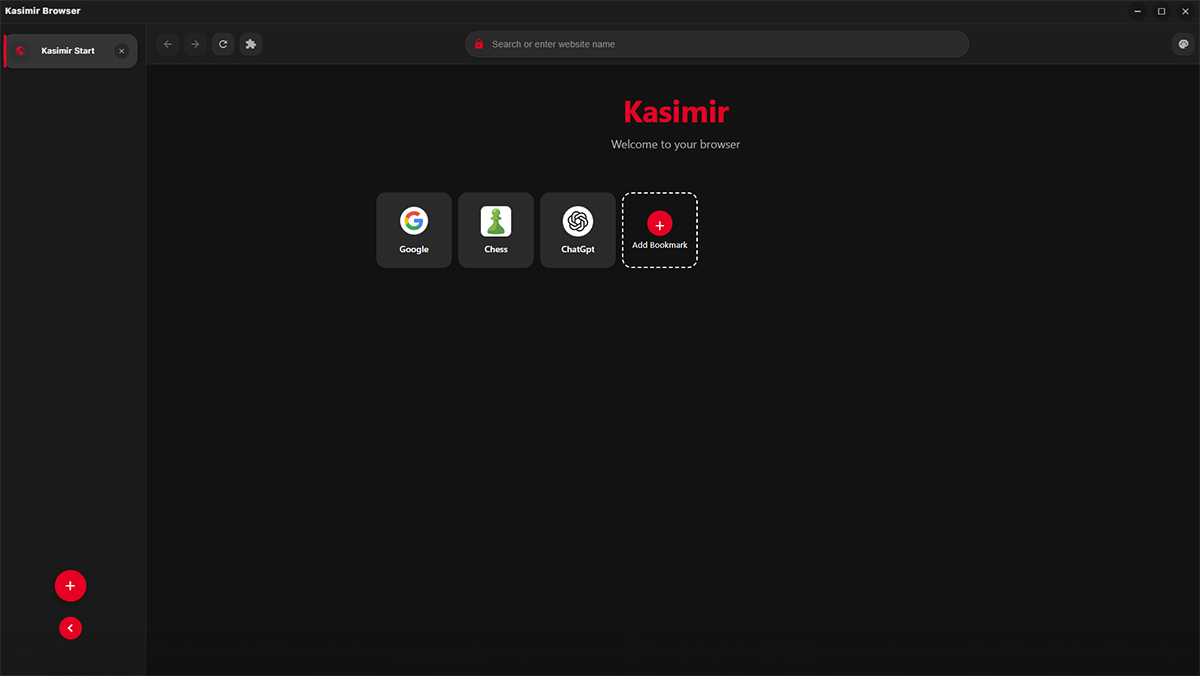 Kasimir Browser
Kasimir Start
Search or enter website name
Kasimir
Welcome to your browser
Google
Chess
ChatGpt
Add Bookmark